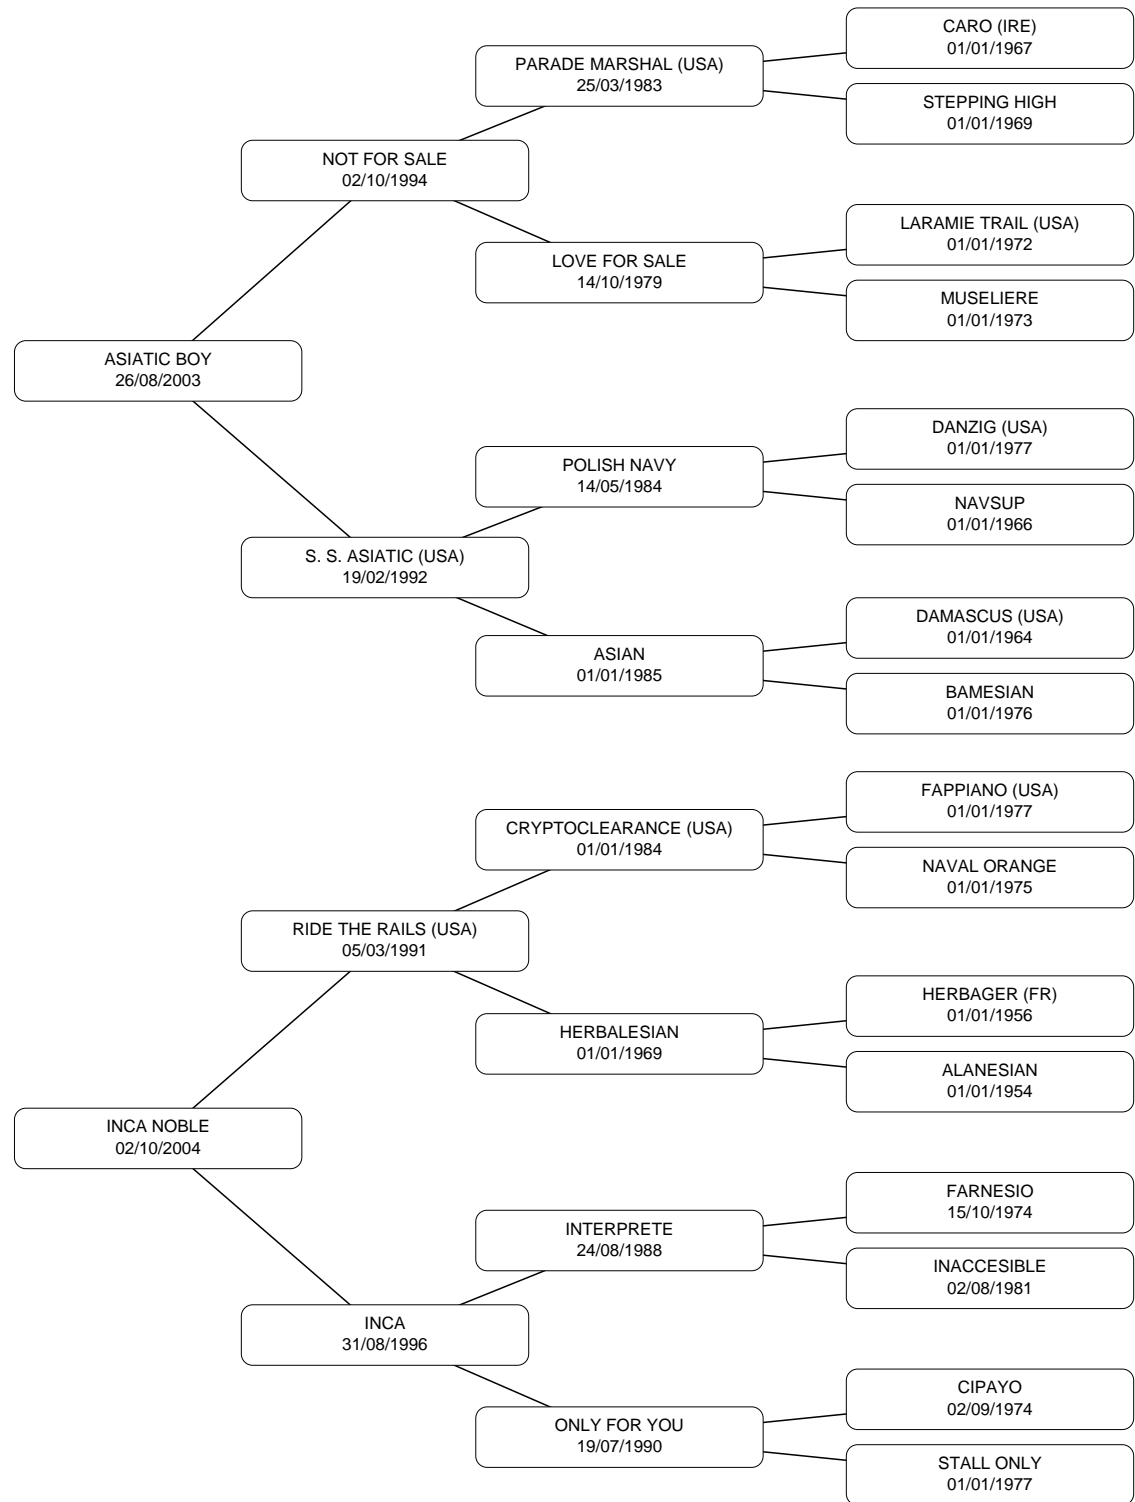 CARO (IRE)
01/01/1967
PARADE MARSHAL (USA)
25/03/1983
STEPPING HIGH
01/01/1969
NOT FOR SALE
02/10/1994
LARAMIE TRAIL (USA)
01/01/1972
LOVE FOR SALE
14/10/1979
MUSELIERE
01/01/1973
ASIATIC BOY
26/08/2003
DANZIG (USA)
01/01/1977
POLISH NAVY
14/05/1984
NAVSUP
01/01/1966
S. S. ASIATIC (USA)
19/02/1992
DAMASCUS (USA)
01/01/1964
ASIAN
01/01/1985
BAMESIAN
01/01/1976
FAPPIANO (USA)
01/01/1977
CRYPTOCLEARANCE (USA)
01/01/1984
NAVAL ORANGE
01/01/1975
RIDE THE RAILS (USA)
05/03/1991
HERBAGER (FR)
01/01/1956
HERBALESIAN
01/01/1969
ALANESIAN
01/01/1954
INCA NOBLE
02/10/2004
FARNESIO
15/10/1974
INTERPRETE
24/08/1988
INACCESIBLE
02/08/1981
INCA
31/08/1996
CIPAYO
02/09/1974
ONLY FOR YOU
19/07/1990
STALL ONLY
01/01/1977